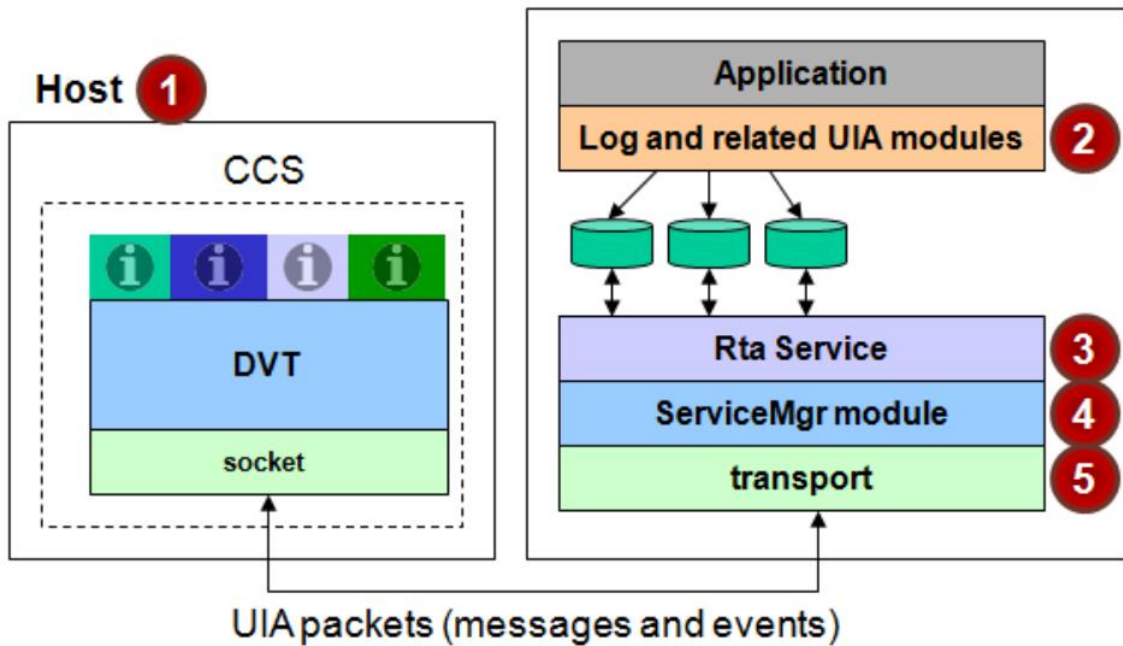 Host 1
CCS
i i i i
DVT
socket
Application
Log and related UIA modules 2
Rta Service 3
ServiceMgr module 4
transport 5
UIA packets (messages and events)